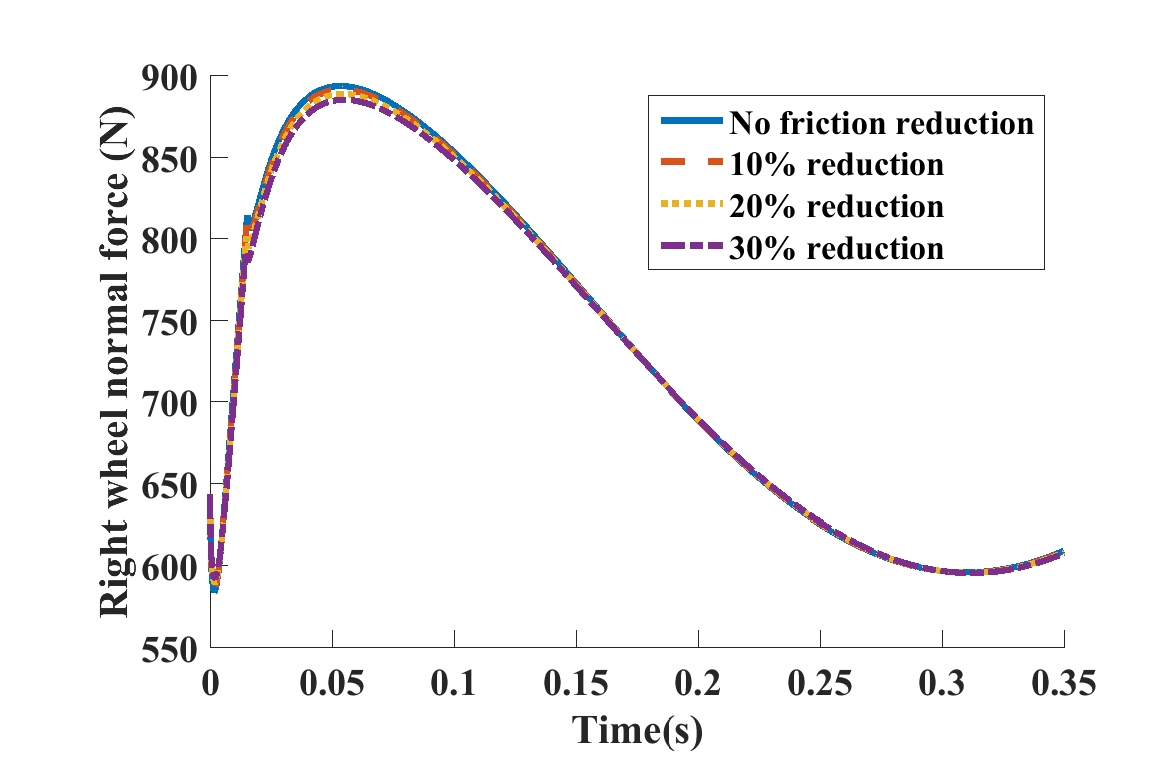 Right wheel normal force (N)
900
850
800
750
700
650
600
550
0
0.05
0.1
0.15
0.2
0.25
0.3
0.35
Time(s)
No friction reduction
10% reduction
20% reduction
30% reduction